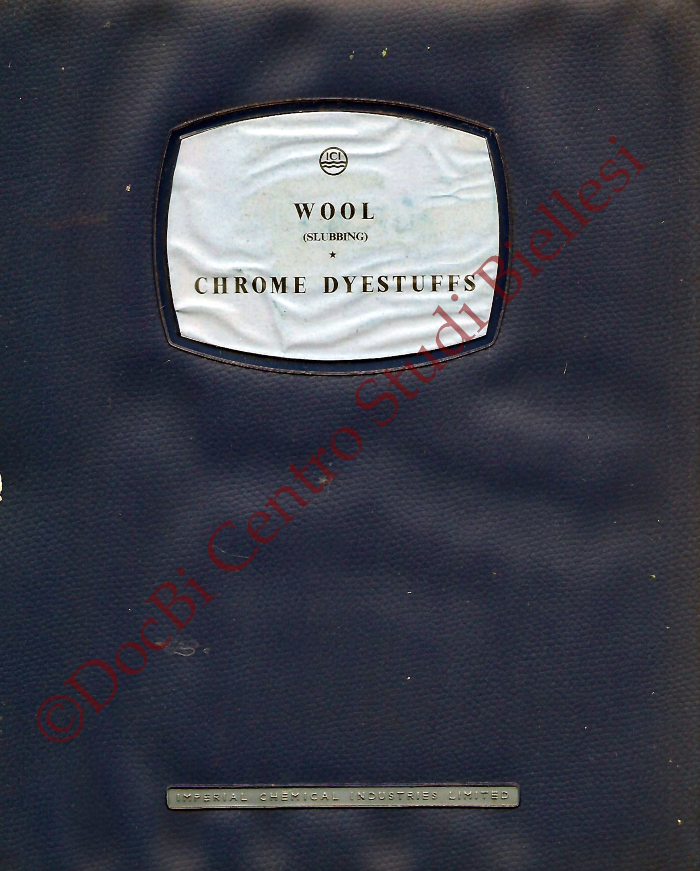 ICI
WOOL
(SLUBBING)
★
CHROME DYESTUFFS
©DocBi Centro Studi Biellesi
IMPERIAL CHEMICAL INDUSTRIES LIMITED